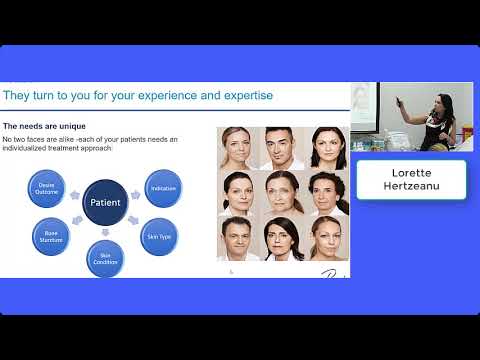 They turn to you for your experience and expertise
The needs are unique
No two faces are alike -each of your patients needs an
individualized treatment approach
Desire
Outcome
Indication
Patient
Bone
Skin Type
Skin
Condition
Lorette
Hertzeanu